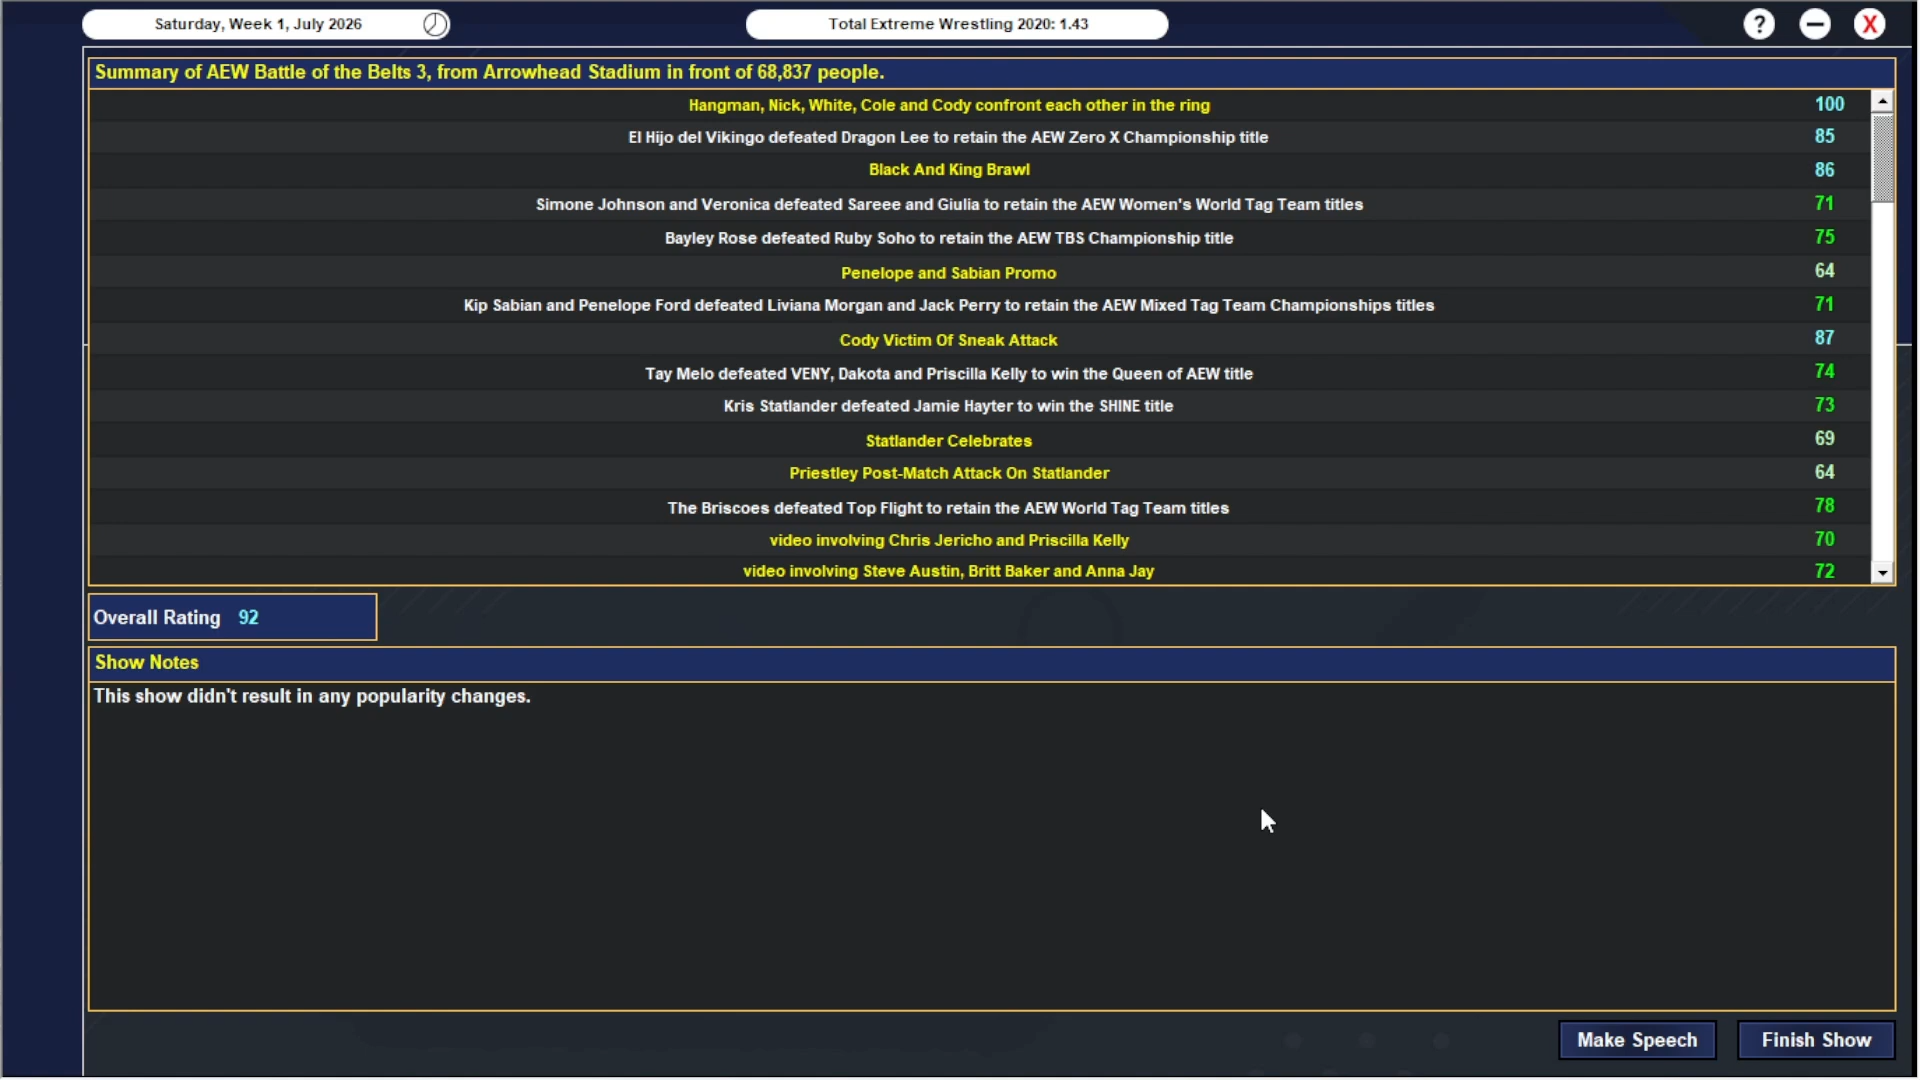 Saturday, Week 1, July 2026
Total Extreme Wrestling 2020: 1.43
?
X
Summary of AEW Battle of the Belts 3, from Arrowhead Stadium in front of 68,837 people.
Hangman, Nick, White, Cole and Cody confront each other in the ring 100
El Hijo del Vikingo defeated Dragon Lee to retain the AEW Zero X Championship title 85
Black And King Brawl 86
Simone Johnson and Veronica defeated Sareee and Giulia to retain the AEW Women's World Tag Team titles 71
Bayley Rose defeated Ruby Soho to retain the AEW TBS Championship title 75
Penelope and Sabian Promo 64
Kip Sabian and Penelope Ford defeated Liviana Morgan and Jack Perry to retain the AEW Mixed Tag Team Championships titles 71
Cody Victim Of Sneak Attack 87
Tay Melo defeated VENY, Dakota and Priscilla Kelly to win the Queen of AEW title 74
Kris Statlander defeated Jamie Hayter to win the SHINE title 73
Statlander Celebrates 69
Priestley Post-Match Attack On Statlander 64
The Briscoes defeated Top Flight to retain the AEW World Tag Team titles 78
video involving Chris Jericho and Priscilla Kelly 70
video involving Steve Austin, Britt Baker and Anna Jay 72
Overall Rating 92
Show Notes
This show didn't result in any popularity changes.
Make Speech
Finish Show